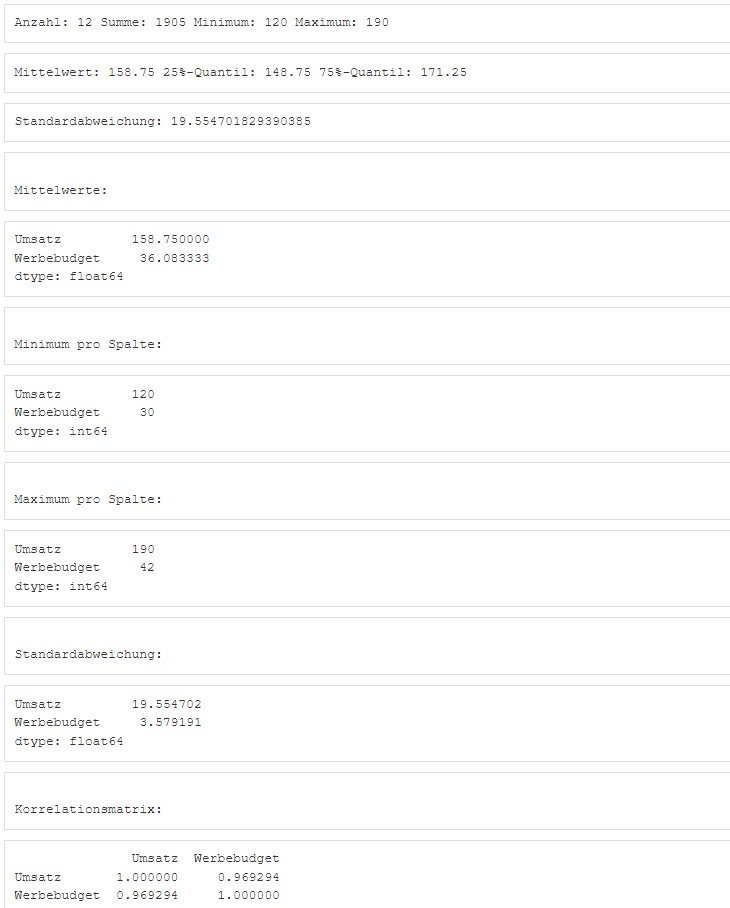 Anzahl: 12 Summe: 1905 Minimum: 120 Maximum: 190
Mittelwert: 158.75 25%-Quantil: 148.75 75%-Quantil: 171.25
Standardabweichung: 19.554701829390385
Mittelwerte:
Umsatz 158.750000
Werbebudget 36.083333
dtype: float64
Minimum pro Spalte:
Umsatz 120
Werbebudget 30
dtype: int64
Maximum pro Spalte:
Umsatz 190
Werbebudget 42
dtype: int64
Standardabweichung:
Umsatz 19.554702
Werbebudget 3.579191
dtype: float64
Korrelationsmatrix:
Umsatz Werbebudget
Umsatz 1.000000 0.969294
Werbebudget 0.969294 1.000000